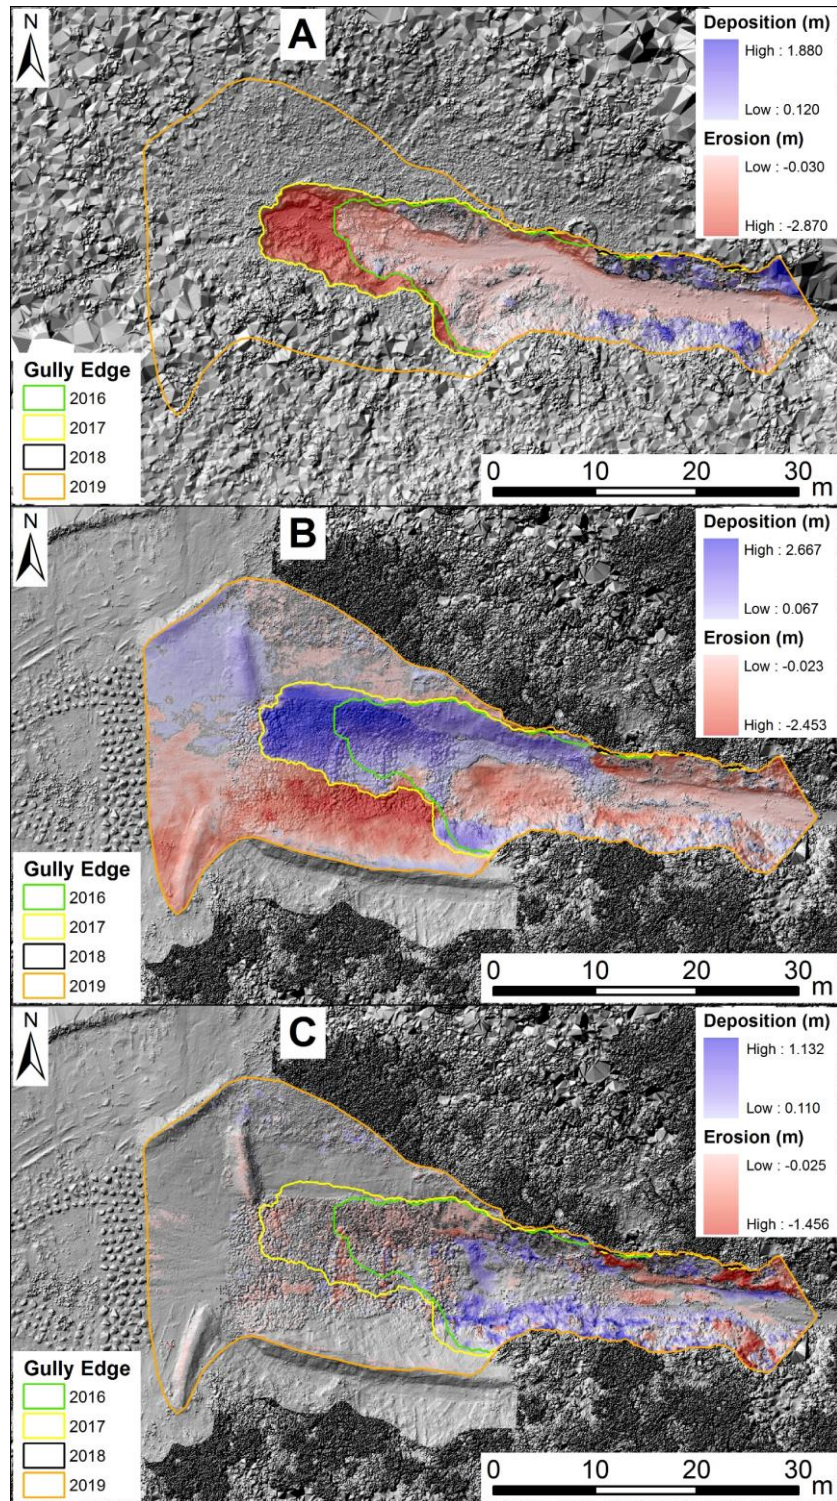 N
A
Deposition (m)
High : 1.880
Low : 0.120
Erosion (m)
Low : -0.030
High : -2.870
Gully Edge
2016
2017
2018
2019
0 10 20 30
m
N
B
Deposition (m)
High : 2.667
Low : 0.067
Erosion (m)
Low : -0.023
High : -2.453
Gully Edge
2016
2017
2018
2019
0 10 20 30
m
N
C
Deposition (m)
High : 1.132
Low : 0.110
Erosion (m)
Low : -0.025
High : -1.456
Gully Edge
2016
2017
2018
2019
0 10 20 30
m